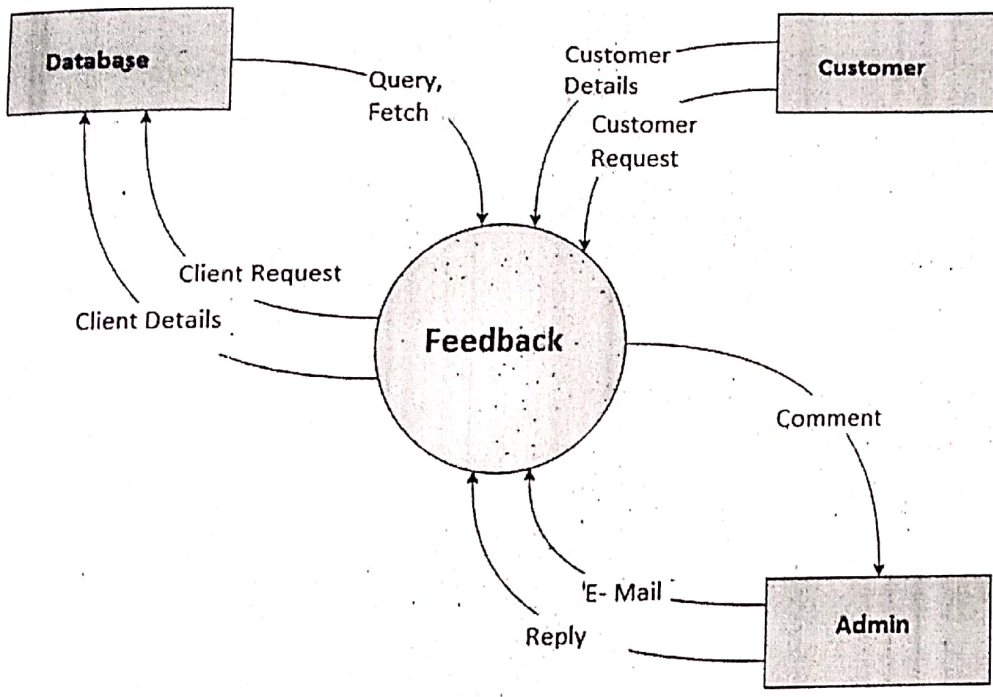 Database
Query,
Fetch
Customer
Details
Customer
Customer
Request
Client Request
Client Details
Feedback
Comment
E- Mail
Reply
Admin